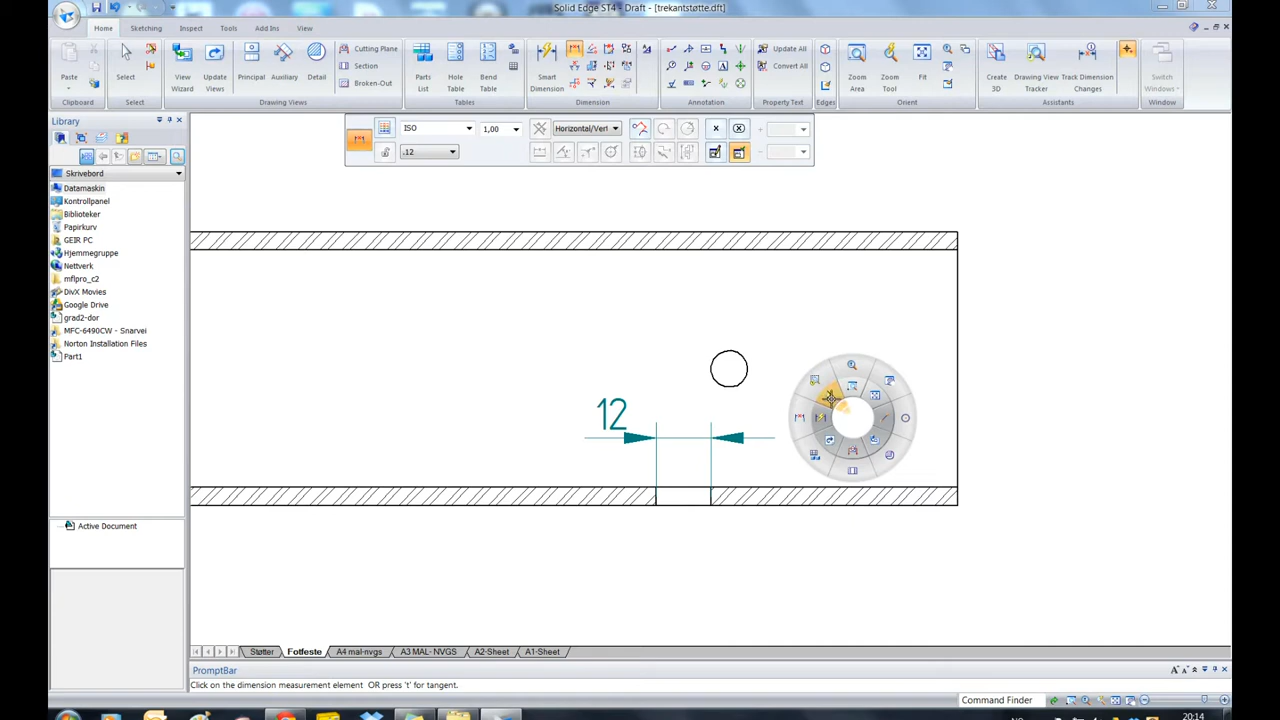 Solid Edge ST4 - Draft - [trekantstøtte.dft]
Home Sketching Inspect Tools Add Ins View
Cutting Plane Update All
Section Convert All
Paste Select View Wizard Update Views Principal Auxiliary Detail Broken-Out Parts List Hole Table Bend Table Smart Dimension Zoom Area Zoom Tool Fit Create 3D Drawing View Tracker Track Dimension Changes Switch Windows
Clipboard Select Drawing Views Tables Dimension Annotation Property Text Edges Orient Assistants Window
Library
ISO 1,00 Horizontal/Vert
.12
Skrivebord
Datamaskin
Kontrollpanel
Biblioteker
Papirkurv
GEIR PC
Hjemmegruppe
Nettverk
mflpro_c2
DivX Movies
Google Drive
grad2-dor
MFC-6490CW - Snarvei
Norton Installation Files
Part1
12
Active Document
Støtter Fotfeste A4 mal-nvgs A3 MAL- NVGS A2-Sheet A1-Sheet
PromptBar
Click on the dimension measurement element OR press 't' for tangent.
Command Finder
NO 20:14